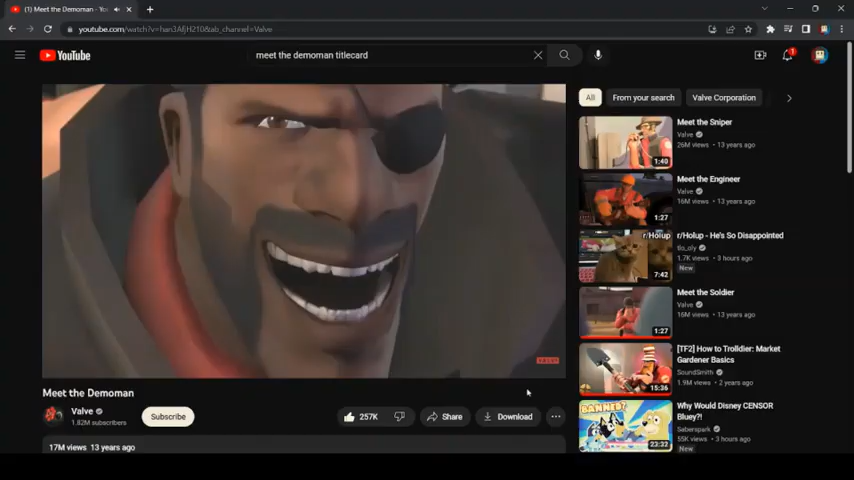 (1) Meet the Demoman - You
youtube.com/watch?v=han3AfjH210&ab_channel=Valve
YouTube
meet the demoman titlecard
1
All
From your search
Valve Corporation
Meet the Sniper
Valve
26M views • 13 years ago
1:40
Meet the Engineer
Valve
16M views • 13 years ago
1:27
r/Holup
r/Holup - He's So Disappointed
1.7K views • 3 hours ago
New
7:42
Meet the Soldier
Valve
16M views • 13 years ago
1:27
[TF2] How to Trolldier: Market
Gardener Basics
SoundSmith
1.9M views • 2 years ago
15:36
BANNED?
Why Would Disney CENSOR
Bluey?!
Saberspark
55K views • 3 hours ago
New
23:32
Meet the Demoman
Valve
1.82M subscribers
Subscribe
257K
Share
Download
17M views 13 years ago